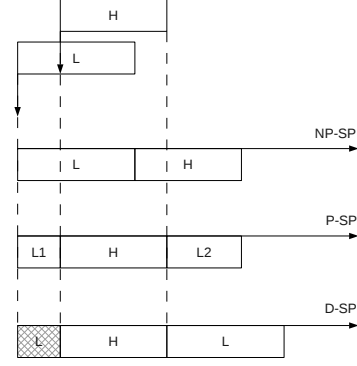 H
L
NP-SP
L H
P-SP
L1 H L2
D-SP
L H L